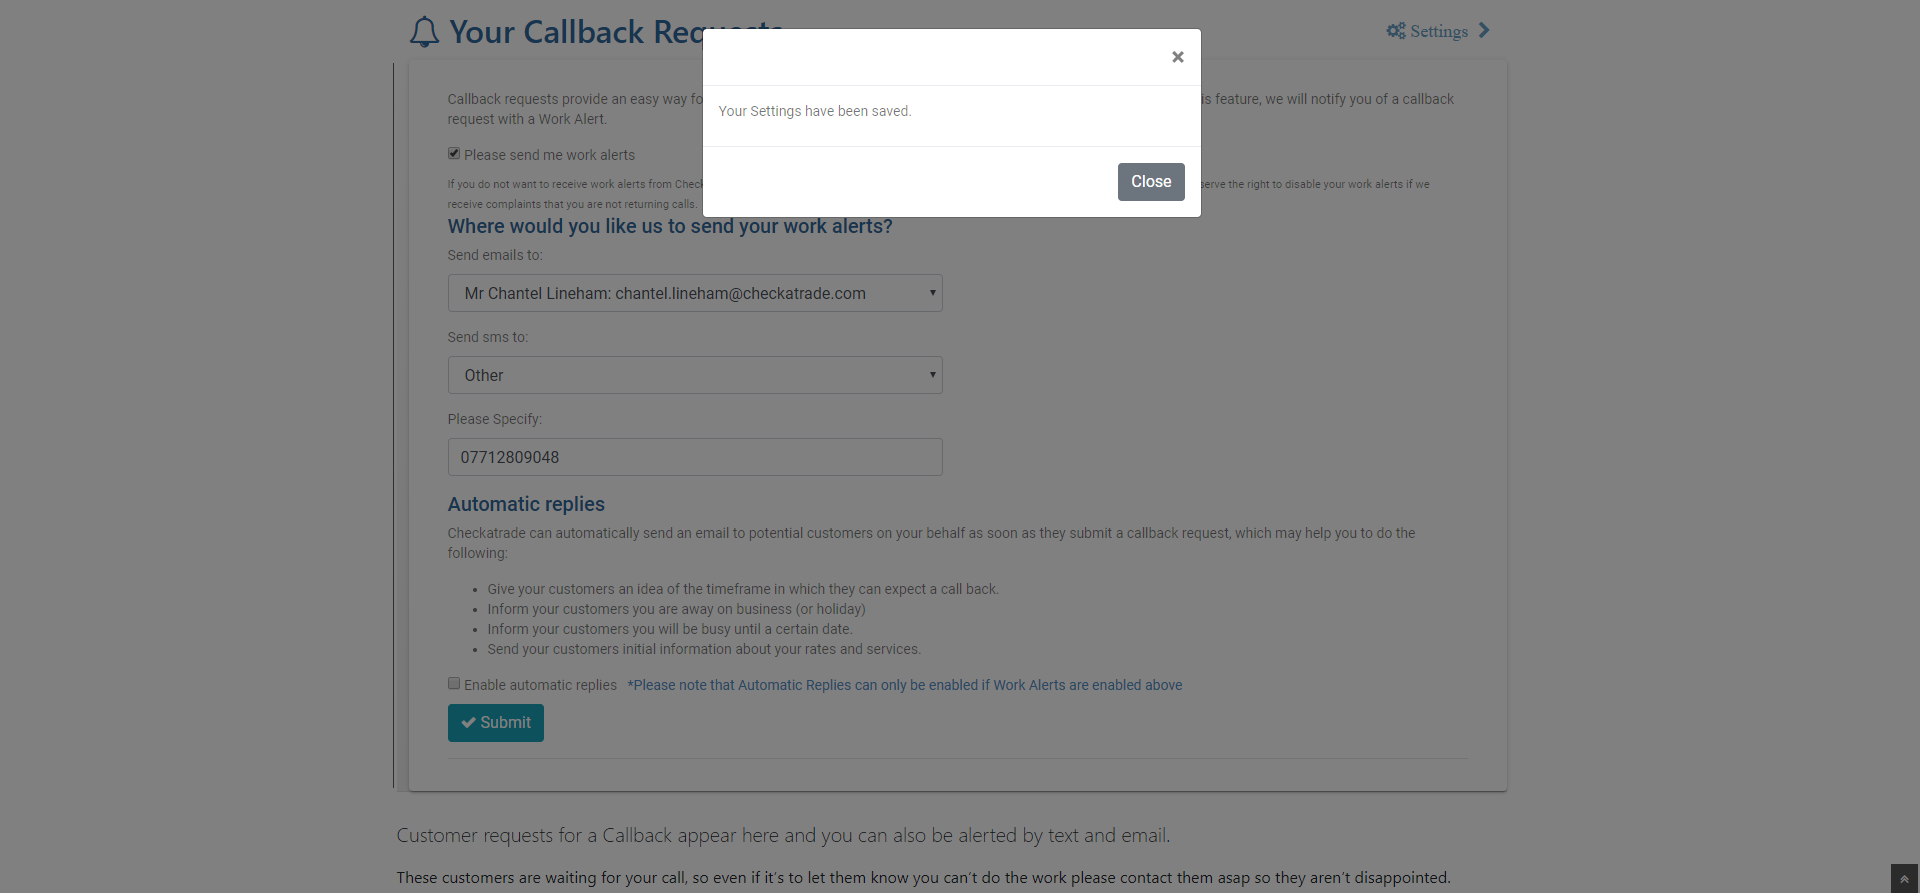 Your Callback Requests
Settings
×
Your Settings have been saved.
Close
Callback requests provide an easy way fo
is feature, we will notify you of a callback
request with a Work Alert.
Please send me work alerts
If you do not want to receive work alerts from Check
serve the right to disable your work alerts if we
receive complaints that you are not returning calls.
Where would you like us to send your work alerts?
Send emails to:
Mr Chantel Lineham: chantel.lineham@checkatrade.com
Send sms to:
Other
Please Specify:
07712809048
Automatic replies
Checkatrade can automatically send an email to potential customers on your behalf as soon as they submit a callback request, which may help you to do the
following:
• Give your customers an idea of the timeframe in which they can expect a call back.
• Inform your customers you are away on business (or holiday)
• Inform your customers you will be busy until a certain date.
• Send your customers initial information about your rates and services.
Enable automatic replies *Please note that Automatic Replies can only be enabled if Work Alerts are enabled above
Submit
Customer requests for a Callback appear here and you can also be alerted by text and email.
These customers are waiting for your call, so even if it's to let them know you can't do the work please contact them asap so they aren't disappointed.